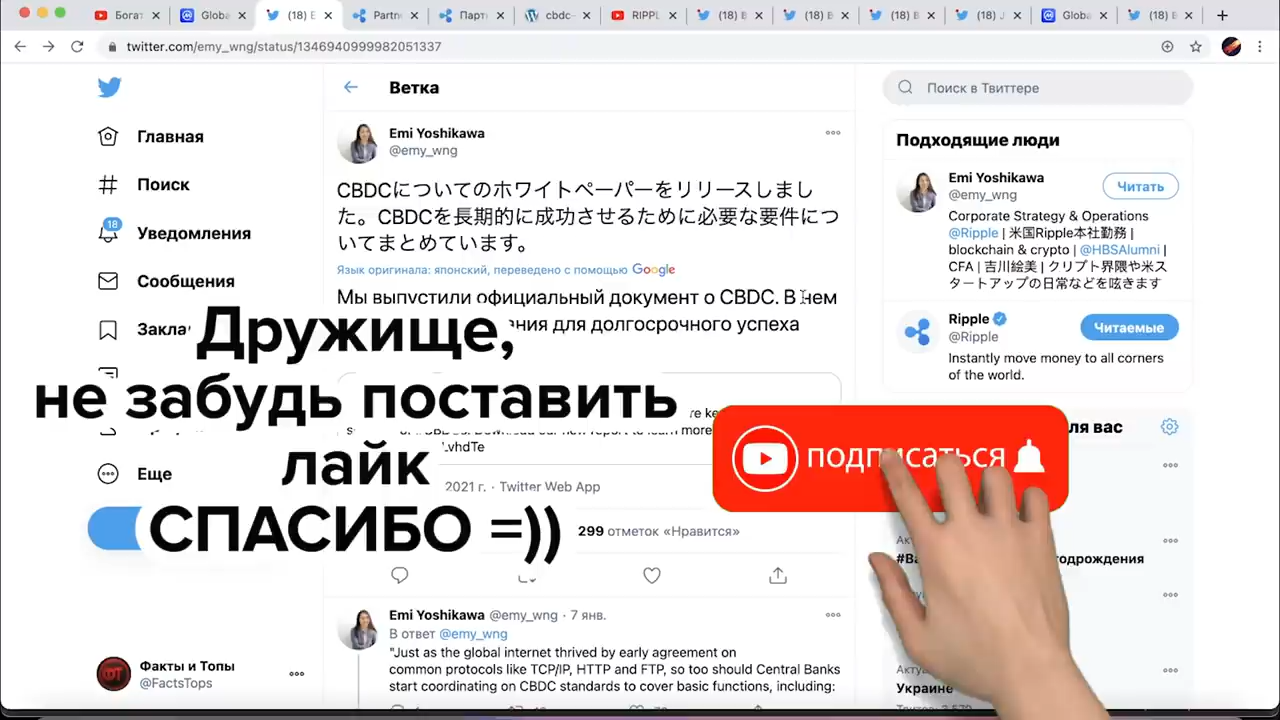 Богат
Globa
(18) E
Partne
Партн
cbdc-
RIPPL
(18) B
(18) B
(18) B
(18) J
Globa
(18) B
twitter.com/emy_wng/status/1346940999982051337
Главная
Поиск
18
Уведомления
Сообщения
Закла
Еще
Факты и Топы
@FactsTops
Ветка
Emi Yoshikawa
@emy_wng
CBDCについてのホワイトペーパーをリリースしまし
た。CBDCを長期的に成功させるために必要な要件につ
いてまとめています。
Язык оригинала: японский, переведено с помощью Google
Мы выпустили официальный документ о CBDC. В нем
ания для долгосрочного успеха
LvhdTe
2021 г. · Twitter Web App
299 отметок «Нравится»
Emi Yoshikawa @emy_wng · 7 янв.
В ответ @emy_wng
"Just as the global internet thrived by early agreement on
common protocols like TCP/IP, HTTP and FTP, so too should Central Banks
start coordinating on CBDC standards to cover basic functions, including:
Дружище,
не забудь поставить
лайк
СПАСИБО =))
подписаться
Поиск в Твиттере
Подходящие люди
Emi Yoshikawa
@emy_wng
Читать
Corporate Strategy & Operations
@Ripple | 米国Ripple本社勤務 |
blockchain & crypto | @HBSAlumni |
CFA | 吉川絵美 | クリプト界隈や米ス
タートアップの日常などを呟きます
Ripple
@Ripple
Читаемые
Instantly move money to all corners
of the world.
ля вас
одрождения
Украине